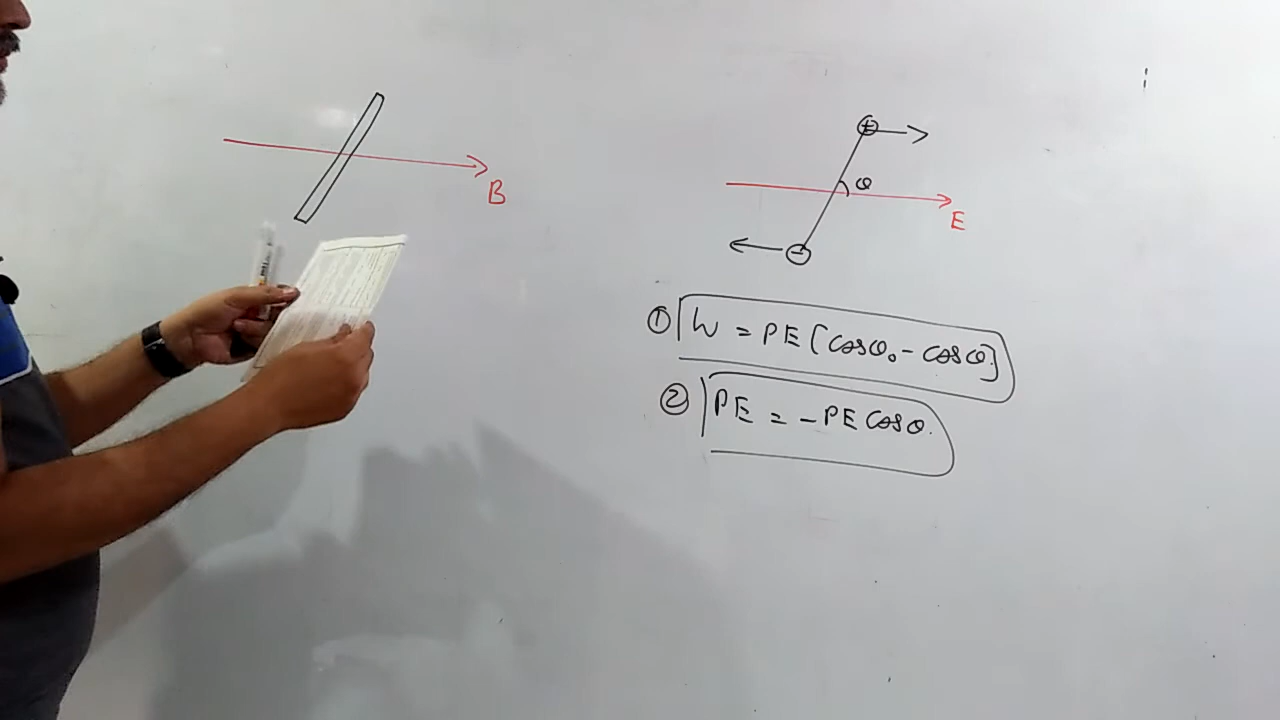 B
⊕
θ
E
⊖
① W = PE[cosθ₀ - cosθ]
② PE = -PE cosθ.